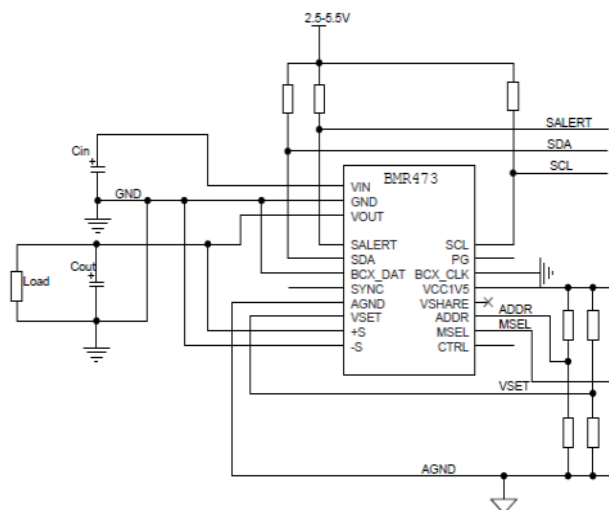 2.5-5.5V
SALERT
SDA
SCL
Cin
GND
BMR473
VIN
GND
VOUT
SALERT SCL
SDA PG
BCX_DAT BCX_CLK
SYNC VCC1V5
AGND VSHARE
VSET ADDR
+S MSEL
-S CTRL
Load
Cout
ADDR
MSEL
VSET
AGND